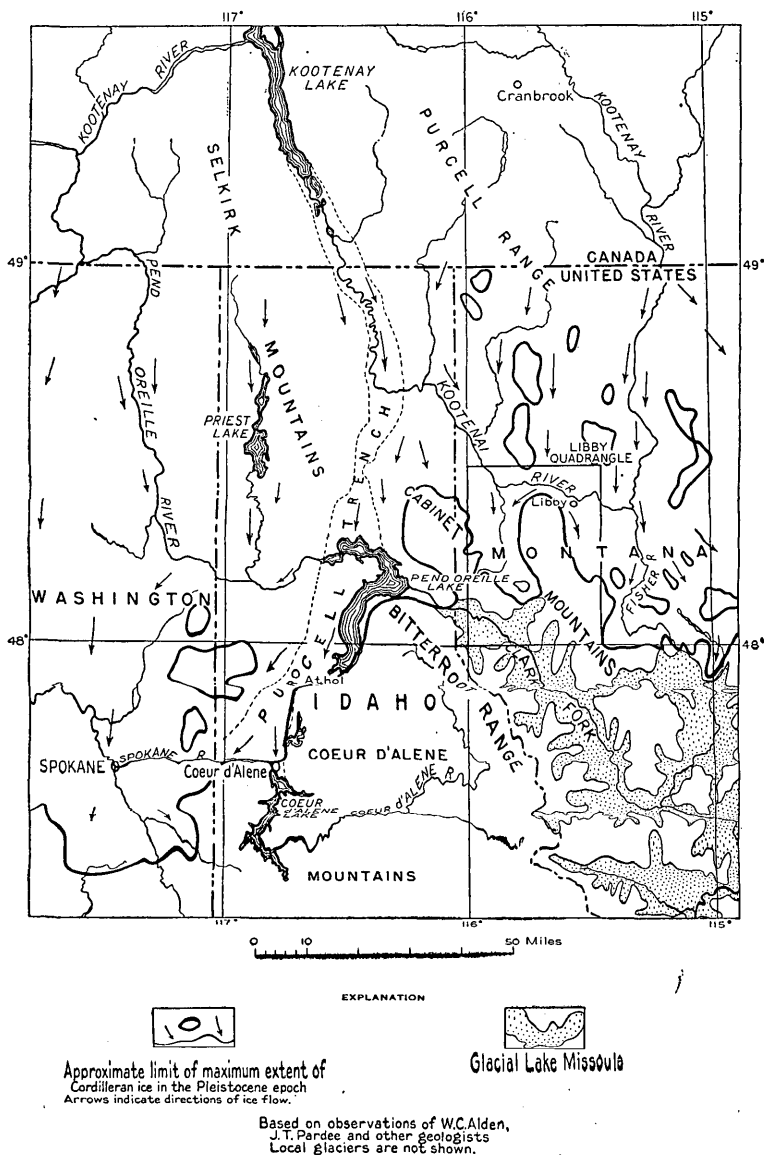 117° 116° 115°
KOOTENAY
RIVER
KOOTENAY
LAKE
Cranbrook
KOOTENAY
RIVER
PURCELL
RANGE
SELKIRK
MOUNTAINS
49° 49°
CANADA
UNITED STATES
PEND
OREILLE
RIVER
PRIEST
LAKE
KOOTENAI
RIVER
LIBBY
QUADRANGLE
Libby
PURCELL TRENCH
CABINET
MOUNTAINS
MONTANA
FISHER R
PEND OREILLE
LAKE
WASHINGTON
48° 48°
BITTERROOT
RANGE
CLARK
FORK
Athol
IDAHO
SPOKANE
SPOKANE R.
Coeur d'Alene
COEUR D'ALENE
MOUNTAINS
COEUR
d'ALENE
LAKE
COEUR d'ALENE R.
117° 116° 115°
0 10 50 Miles
EXPLANATION
Approximate limit of maximum extent of
Cordilleran ice in the Pleistocene epoch
Arrows indicate directions of ice flow.
Glacial Lake Missoula
Based on observations of W.C.Alden,
J.T. Pardee and other geologists
Local glaciers are not shown.